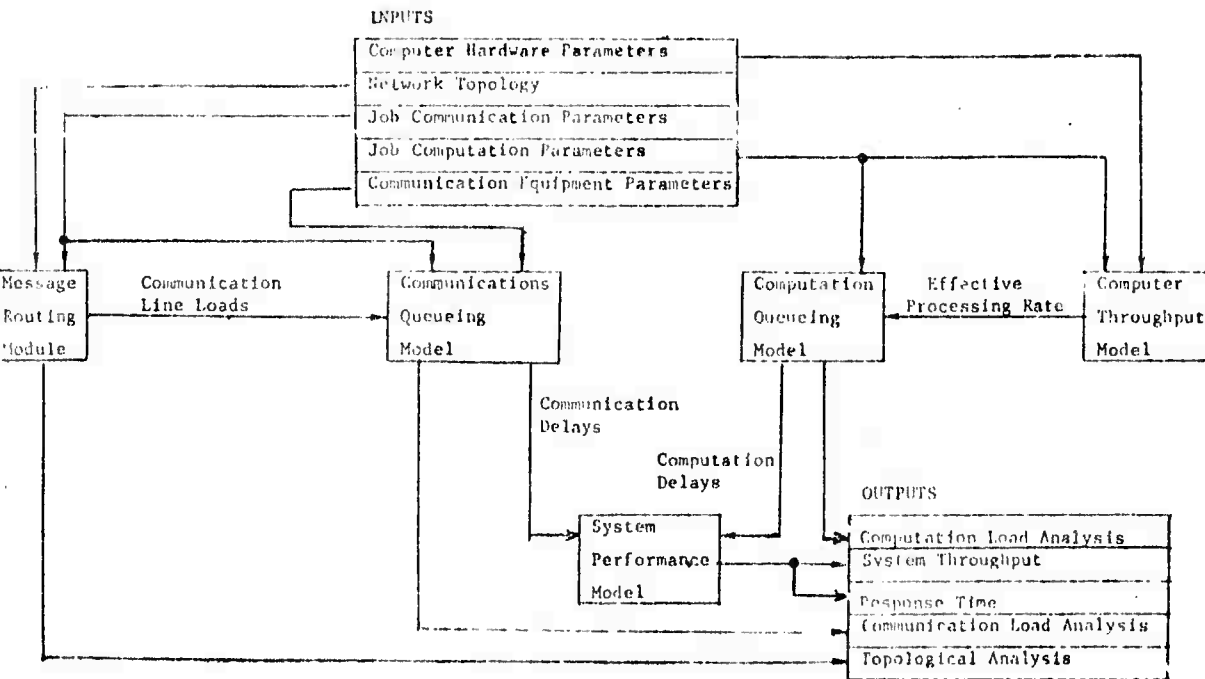 INPUTS
Computer Hardware Parameters
Network Topology
Job Communication Parameters
Job Computation Parameters
Communication Equipment Parameters
Message
Routing
Module
Communication
Line Loads
Communications
Queueing
Model
Computation
Queueing
Model
Effective
Processing Rate
Computer
Throughput
Model
Communication
Delays
Computation
Delays
System
Performance
Model
OUTPUTS
Computation Load Analysis
System Throughput
Response Time
Communication Load Analysis
Topological Analysis